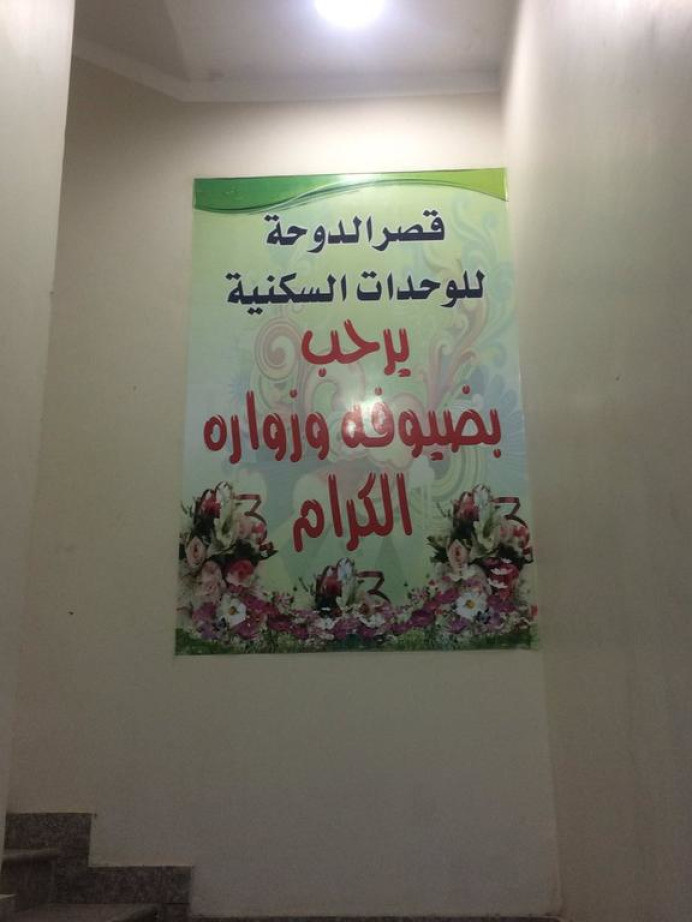 قصر الدوحة
للوحدات السكنية
يرحب
بضيوفه وزواره
الكرام